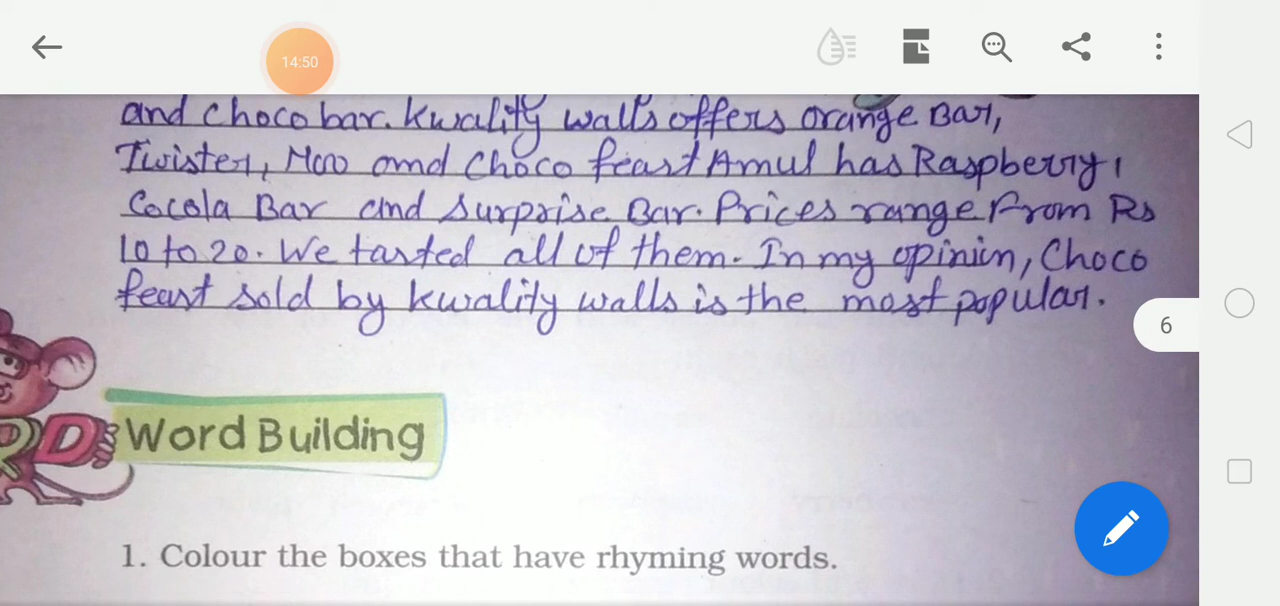 14:50
and Choco bar. Kwality walls offers orange Bar,
Twister, Moo and Choco feast Amul has Raspberry,
Cocola Bar and Surprise Bar. Prices range From Rs
10 to 20. We tasted all of them. In my opinin, Choco
feast sold by kwality walls is the most popular.
6
RD
Word Building
1. Colour the boxes that have rhyming words.